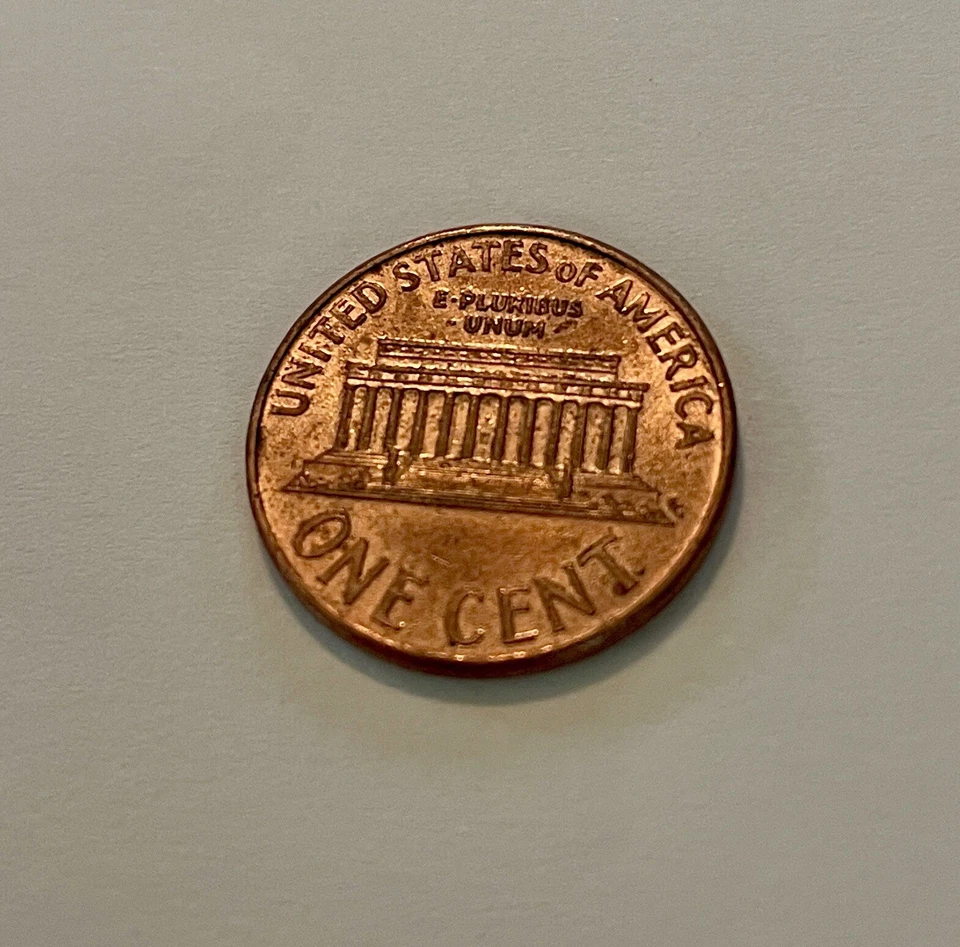 UNITED STATES OF AMERICA
E·PLURIBUS
UNUM
ONE CENT